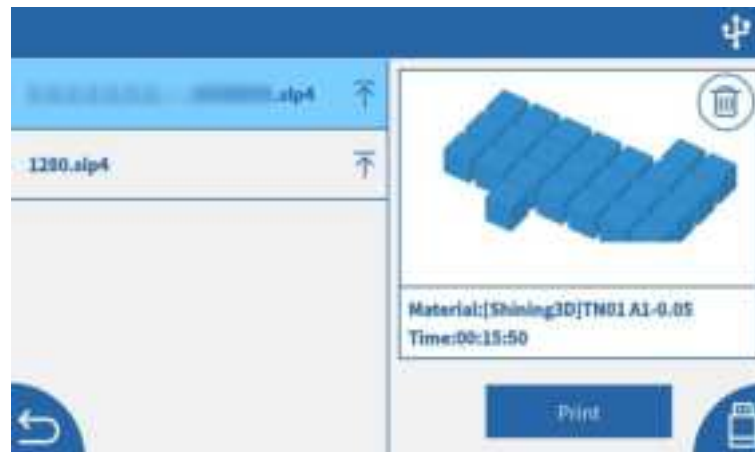 .slp4
1280.slp4
Material:[Shining3D]TN01 A1-0.05
Time:00:15:50
Print